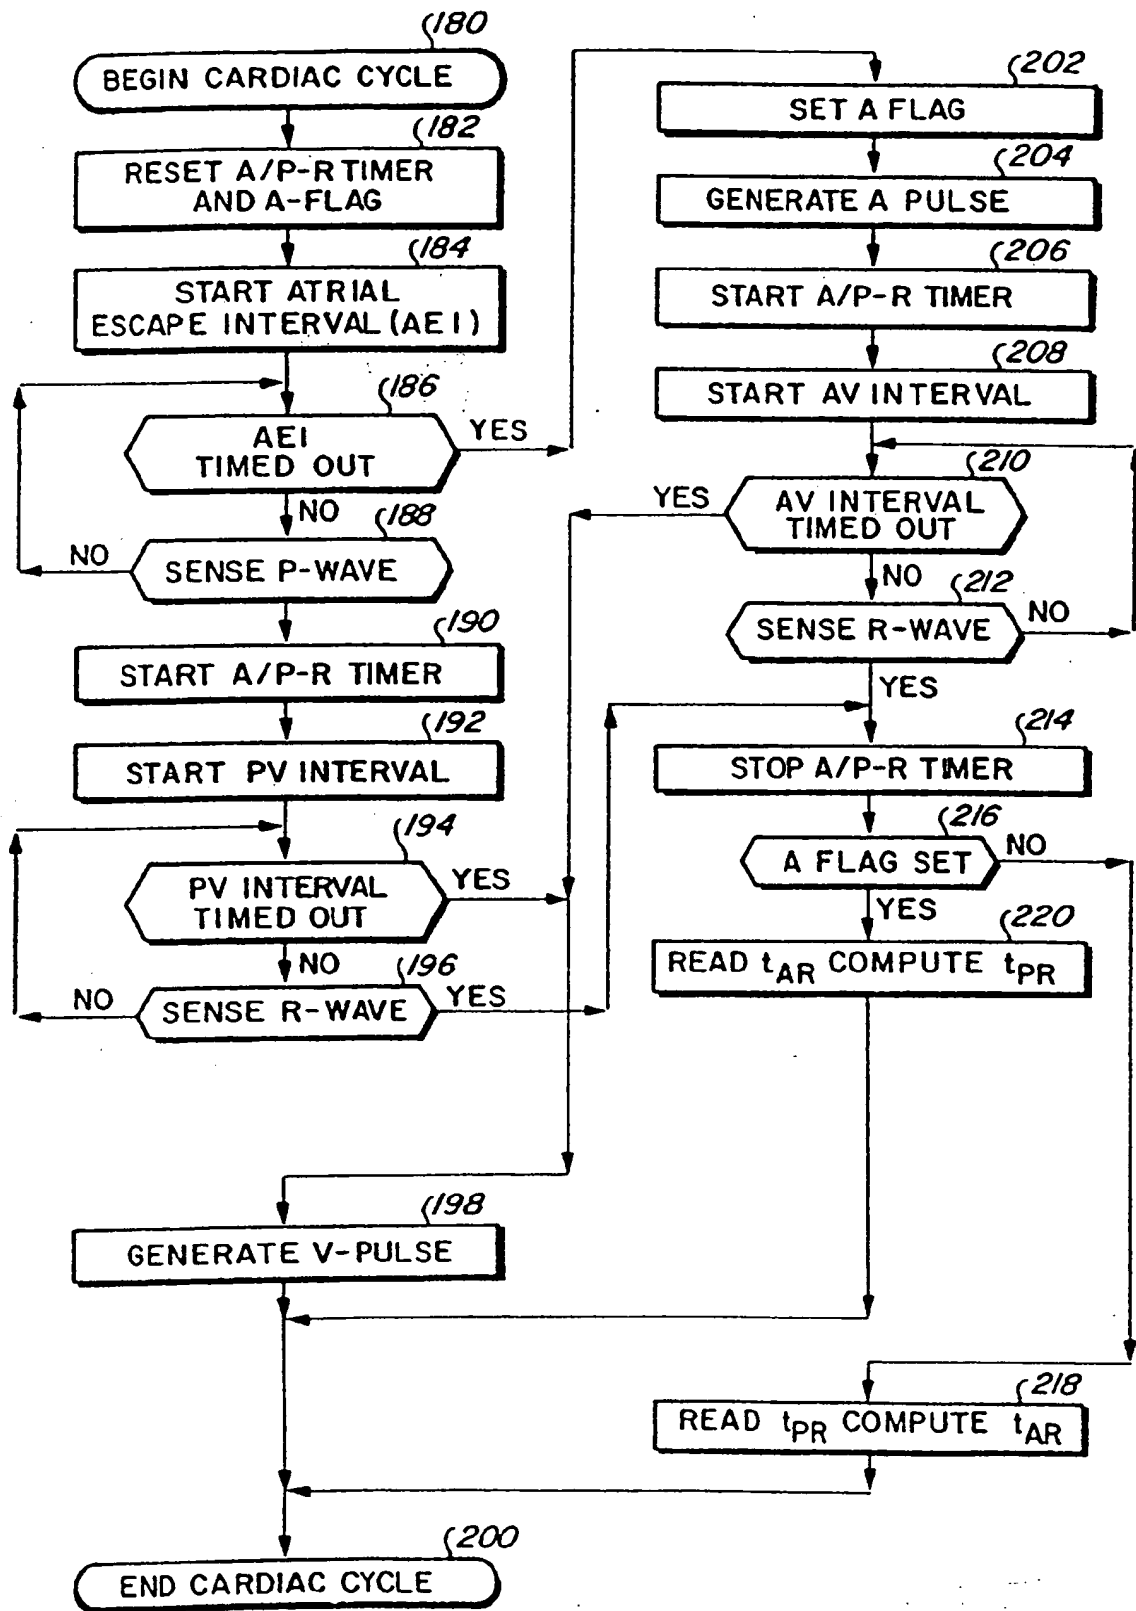 180
BEGIN CARDIAC CYCLE
182
RESET A/P-R TIMER
AND A-FLAG
184
START ATRIAL
ESCAPE INTERVAL (AEI)
186
AEI
TIMED OUT
YES
NO
188
SENSE P-WAVE
NO
190
START A/P-R TIMER
192
START PV INTERVAL
194
PV INTERVAL
TIMED OUT
YES
NO
196
SENSE R-WAVE
NO
YES
198
GENERATE V-PULSE
200
END CARDIAC CYCLE
202
SET A FLAG
204
GENERATE A PULSE
206
START A/P-R TIMER
208
START AV INTERVAL
210
AV INTERVAL
TIMED OUT
YES
NO
212
SENSE R-WAVE
NO
YES
214
STOP A/P-R TIMER
216
A FLAG SET
NO
YES
220
READ tAR COMPUTE tPR
218
READ tPR COMPUTE tAR